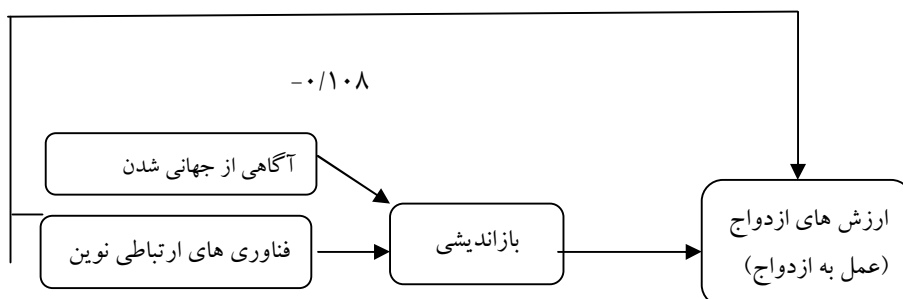 -۰/۱۰۸
آگاهی از جهانی شدن
فناوری های ارتباطی نوین
بازاندیشی
ارزش های ازدواج
(عمل به ازدواج)